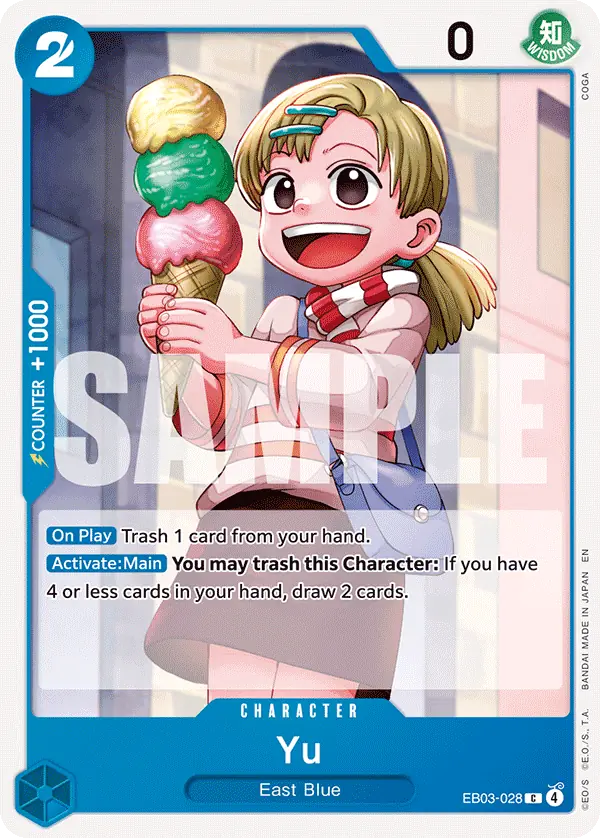 2
0
知
WISDOM
COGA
COUNTER +1000
SAMPLE
On Play Trash 1 card from your hand.
Activate:Main You may trash this Character: If you have
4 or less cards in your hand, draw 2 cards.
CHARACTER
Yu
East Blue
EB03-028 C 4
©EO/S ©E.O./S., T.A. BANDAI MADE IN JAPAN EN